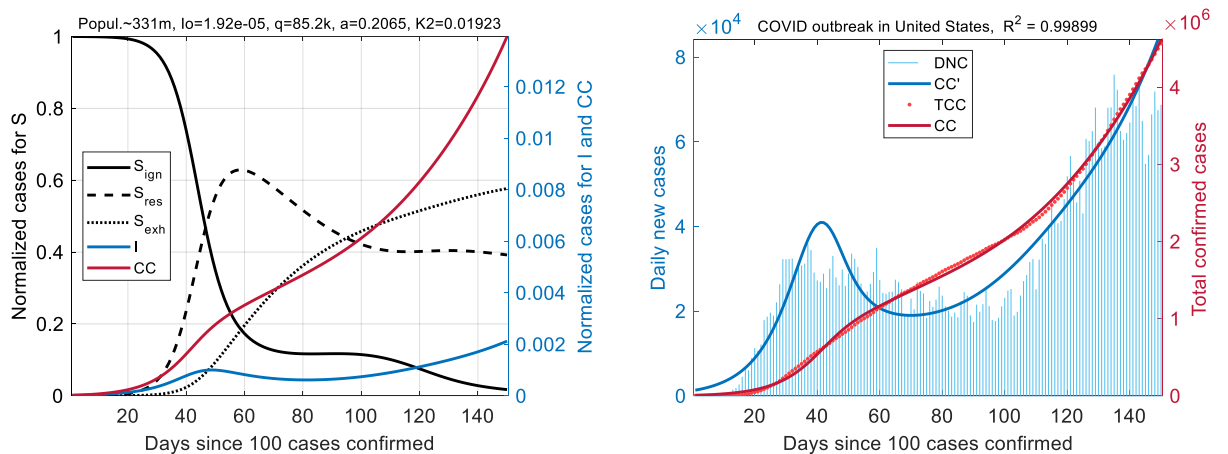 Popul.~331m, Io=1.92e-05, q=85.2k, a=0.2065, K2=0.01923
Normalized cases for S
1
0.8
0.6
0.4
0.2
0
S_ign
S_res
S_exh
I
CC
0.012
0.010
0.008
0.006
0.004
0.002
0
Normalized cases for I and CC
20 40 60 80 100 120 140
Days since 100 cases confirmed
×10^4
COVID outbreak in United States, R^2 = 0.99899
×10^6
Daily new cases
8
6
4
2
0
DNC
CC'
TCC
CC
4
3
2
1
0
Total confirmed cases
20 40 60 80 100 120 140
Days since 100 cases confirmed